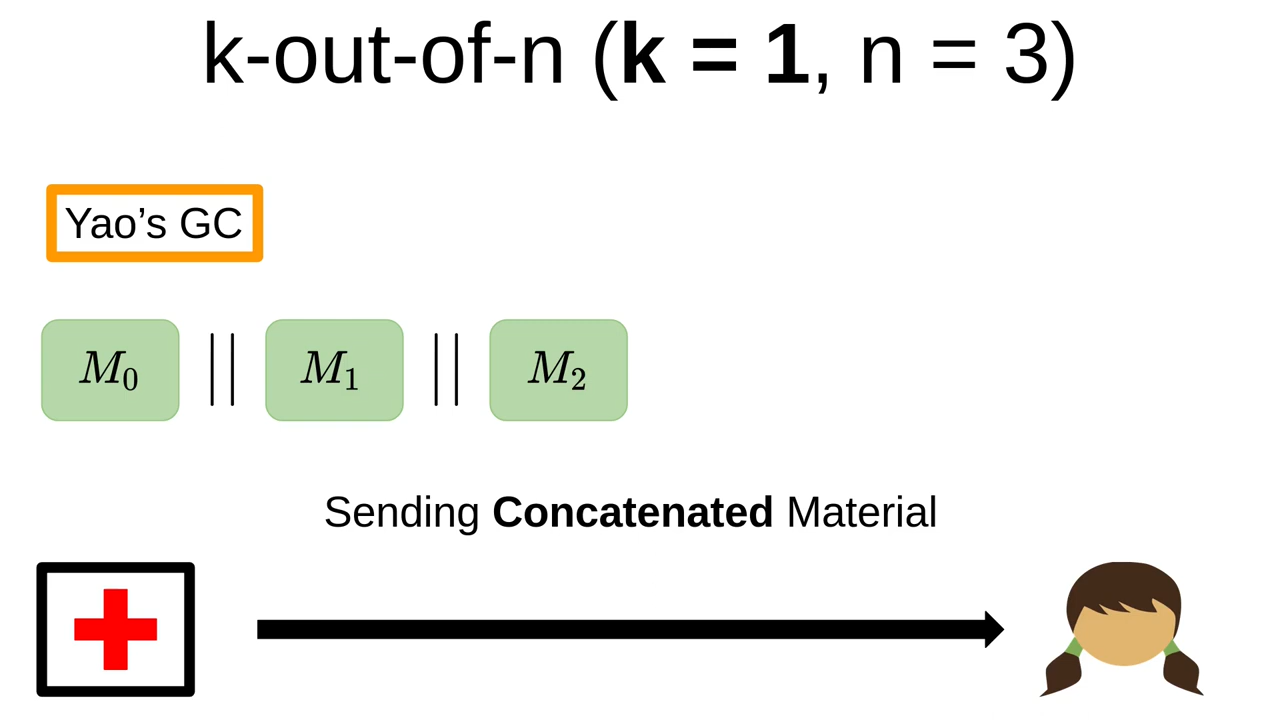 k-out-of-n (k = 1, n = 3)
Yao’s GC
M₀ || M₁ || M₂
Sending Concatenated Material